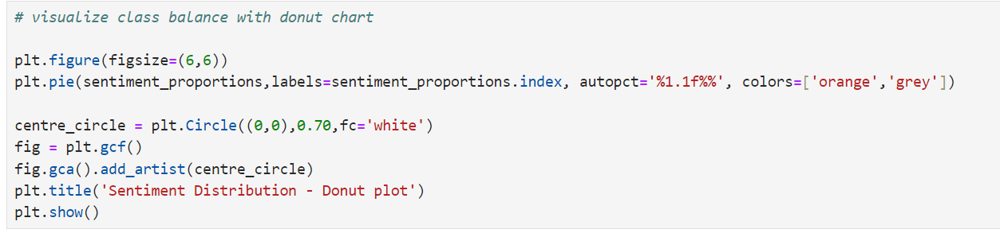 # visualize class balance with donut chart
plt.figure(figsize=(6,6))
plt.pie(sentiment_proportions,labels=sentiment_proportions.index, autopct='%1.1f%%', colors=['orange','grey'])
centre_circle = plt.Circle((0,0),0.70,fc='white')
fig = plt.gcf()
fig.gca().add_artist(centre_circle)
plt.title('Sentiment Distribution - Donut plot')
plt.show()